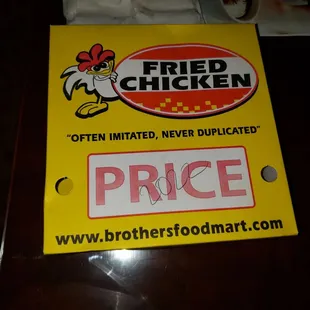 FRIED
CHICKEN
"OFTEN IMITATED, NEVER DUPLICATED"
PRICE
www.brothersfoodmart.com